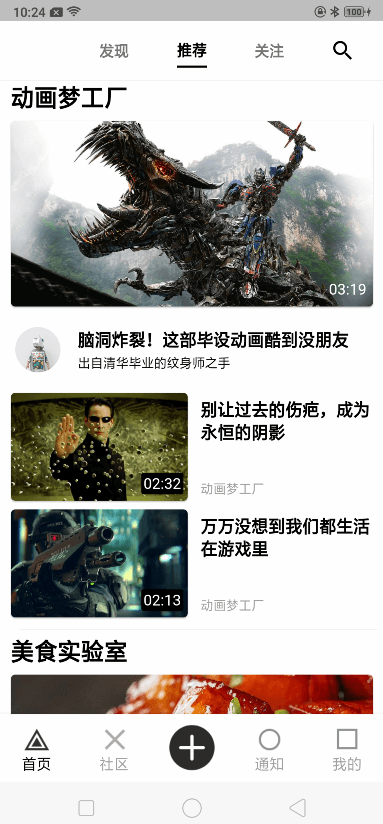 10:24
100
发现
推荐
关注
动画梦工厂
03:19
脑洞炸裂！这部毕设动画酷到没朋友
出自清华毕业的纹身师之手
02:32
别让过去的伤疤，成为
永恒的阴影
动画梦工厂
02:13
万万没想到我们都生活
在游戏里
动画梦工厂
美食实验室
首页
社区
通知
我的